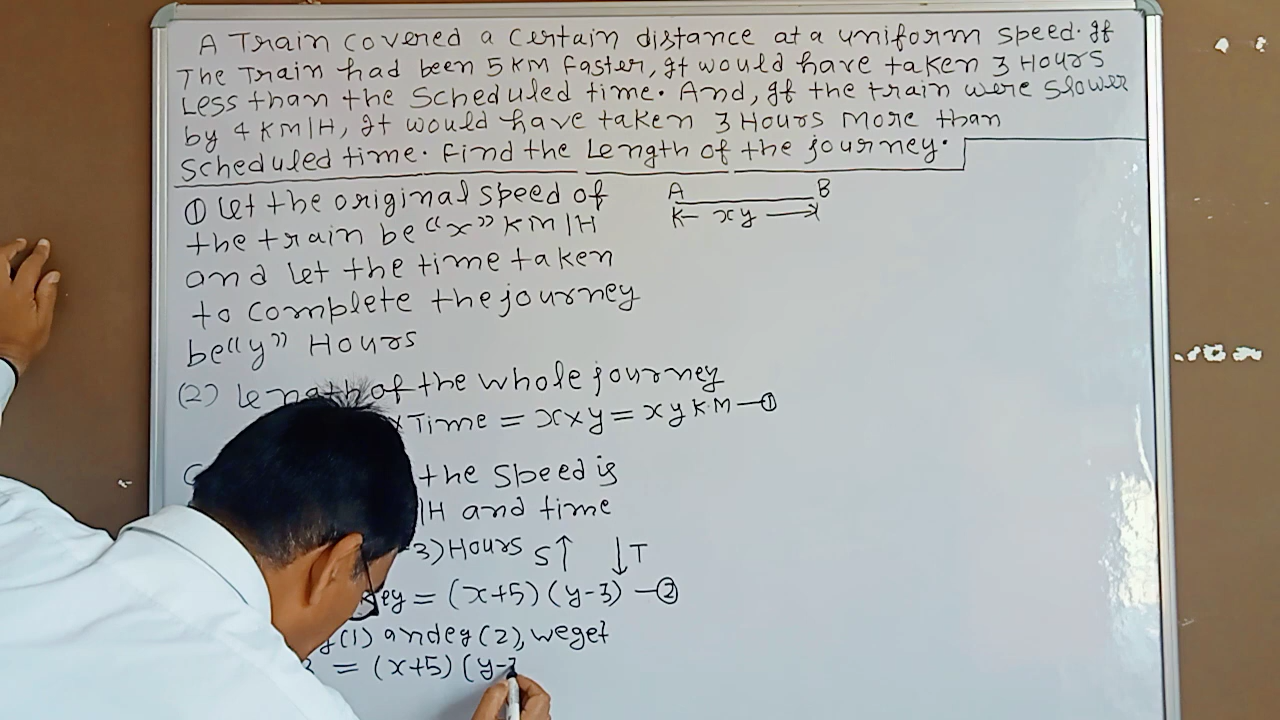 A Train covered a certain distance at a uniform speed. If
The Train had been 5 KM Faster, It would have taken 3 Hours
Less than the Scheduled time. And, If the train were slower
by 4 KM/H, It would have taken 3 Hours More than
Scheduled time. Find the Length of the journey.
① Let the original speed of
the train be "x" KM/H
and let the time taken
to complete the journey
be "y" Hours
A B
xy
(2) Length of the whole journey
Time = x×y = xy K.M —①
the speed is
/H and time
3) Hours S↑ ↓T
ey = (x+5)(y-3) —②
(1) and eq (2), we get
= (x+5)(y-3